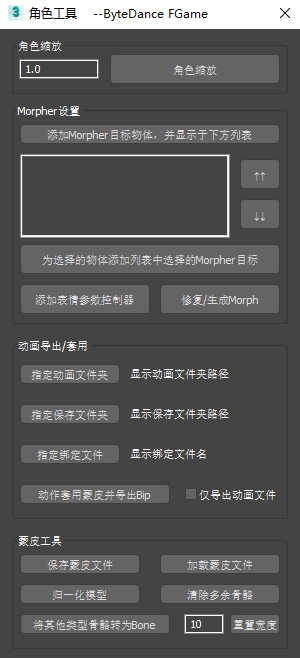 角色工具 --ByteDance FGame
角色缩放
1.0 角色缩放
Morpher设置
添加Morpher目标物体，并显示于下方列表
↑↑
↓↓
为选择的物体添加列表中选择的Morpher目标
添加表情参数控制器 修复/生成Morph
动画导出/套用
指定动画文件夹 显示动画文件夹路径
指定保存文件夹 显示保存文件夹路径
指定绑定文件 显示绑定文件名
动作套用蒙皮并导出Bip 仅导出动画文件
蒙皮工具
保存蒙皮文件 加载蒙皮文件
归一化模型 清除多余骨骼
将其他类型骨骼转为Bone 10 重置宽度